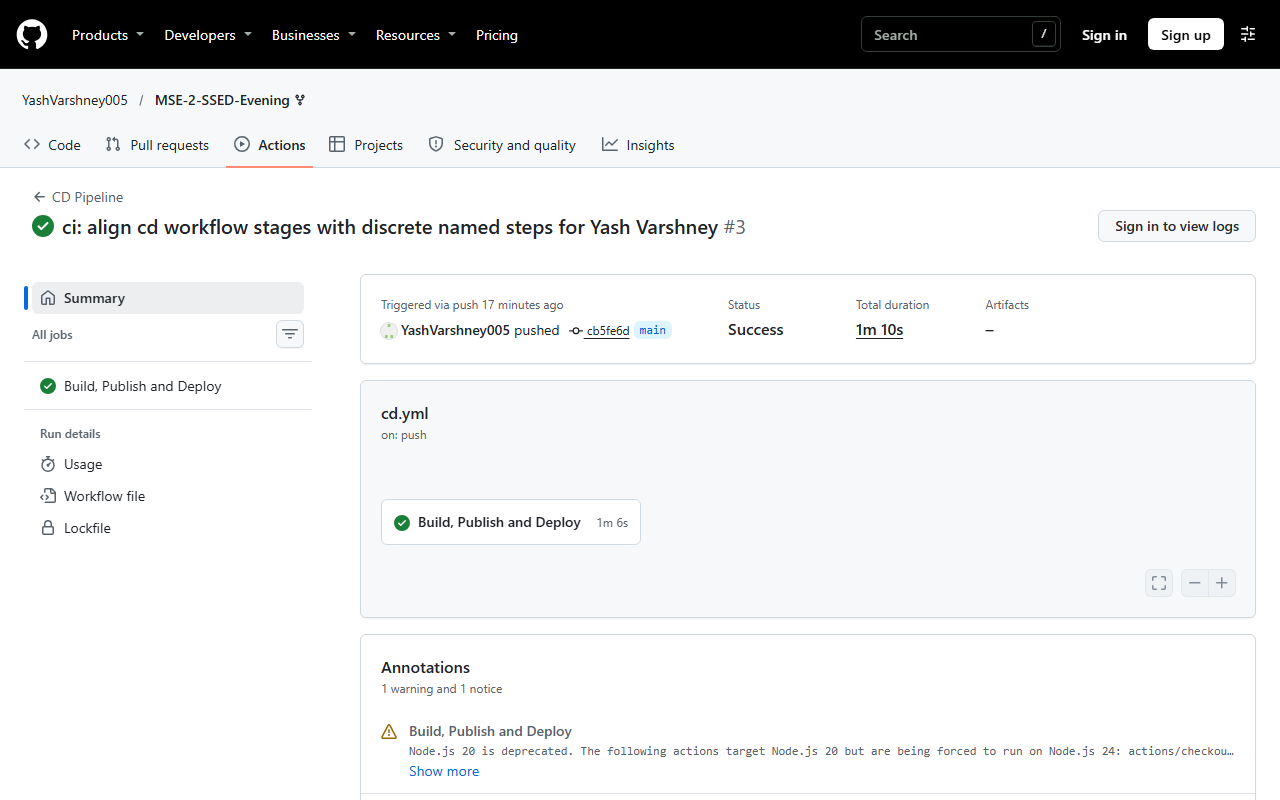 Products Developers Businesses Resources Pricing Search / Sign in Sign up
YashVarshney005 / MSE-2-SSED-Evening
Code Pull requests Actions Projects Security and quality Insights
CD Pipeline
ci: align cd workflow stages with discrete named steps for Yash Varshney #3
Sign in to view logs
Summary
All jobs
Build, Publish and Deploy
Run details
Usage
Workflow file
Lockfile
Triggered via push 17 minutes ago
YashVarshney005 pushed cb5fe6d main
Status
Success
Total duration
1m 10s
Artifacts
–
cd.yml
on: push
Build, Publish and Deploy 1m 6s
Annotations
1 warning and 1 notice
Build, Publish and Deploy
Node.js 20 is deprecated. The following actions target Node.js 20 but are being forced to run on Node.js 24: actions/checkou…
Show more